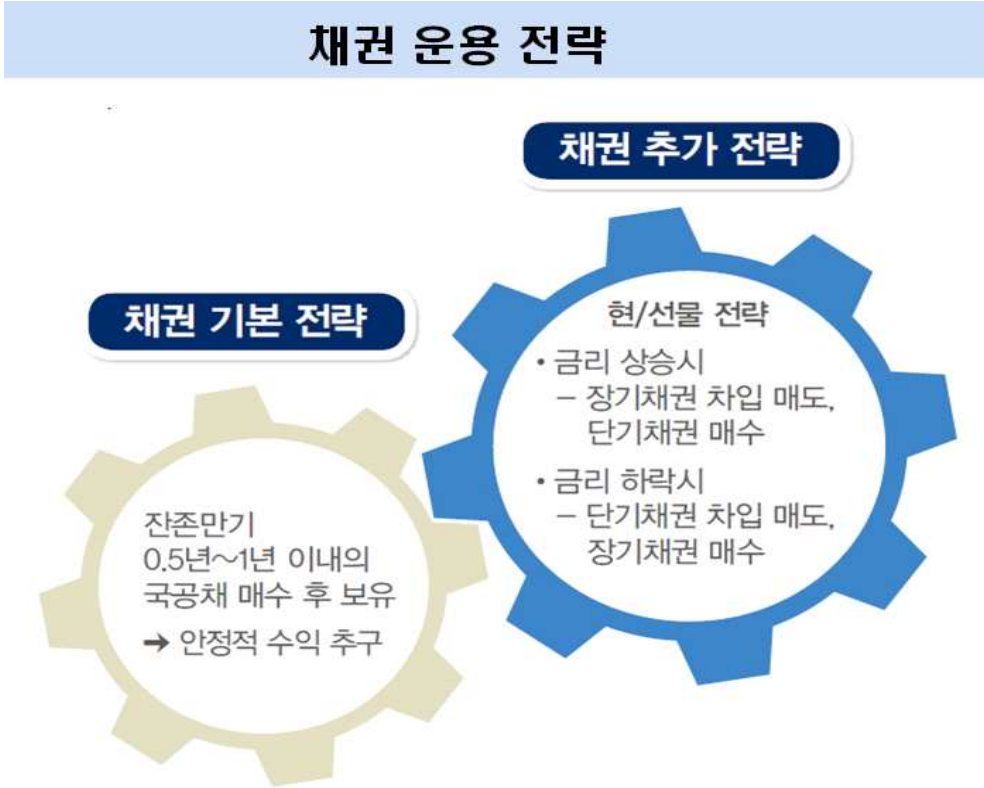 채권 운용 전략
채권 추가 전략
현/선물 전략
• 금리 상승시
– 장기채권 차입 매도,
단기채권 매수
• 금리 하락시
– 단기채권 차입 매도,
장기채권 매수
채권 기본 전략
잔존만기
0.5년~1년 이내의
국공채 매수 후 보유
➔ 안정적 수익 추구